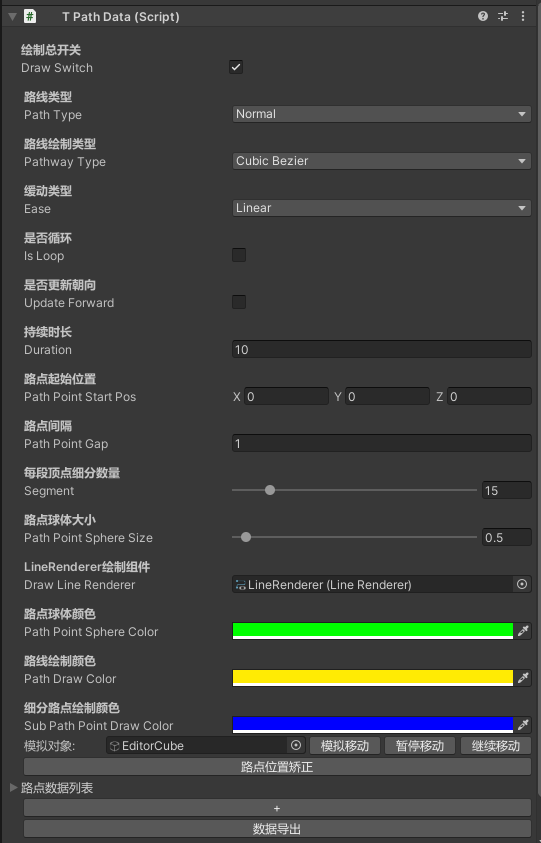 T Path Data (Script)
绘制总开关
Draw Switch
路线类型
Path Type Normal
路线绘制类型
Pathway Type Cubic Bezier
缓动类型
Ease Linear
是否循环
Is Loop
是否更新朝向
Update Forward
持续时长
Duration 10
路点起始位置
Path Point Start Pos X 0 Y 0 Z 0
路点间隔
Path Point Gap 1
每段顶点细分数量
Segment 15
路点球体大小
Path Point Sphere Size 0.5
LineRenderer绘制组件
Draw Line Renderer LineRenderer (Line Renderer)
路点球体颜色
Path Point Sphere Color
路线绘制颜色
Path Draw Color
细分路点绘制颜色
Sub Path Point Draw Color
模拟对象: EditorCube 模拟移动 暂停移动 继续移动
路点位置矫正
路点数据列表
+
数据导出